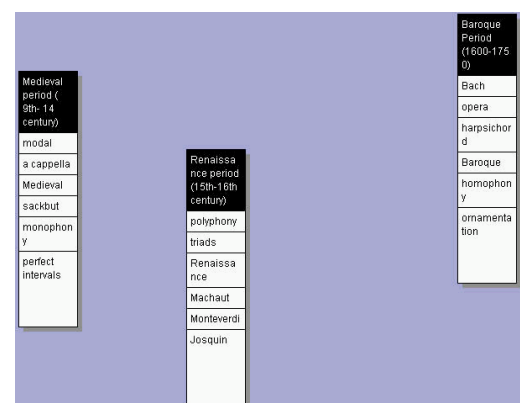 Medieval
period (
9th- 14
century)
modal
a cappella
Medieval
sackbut
monophon
y
perfect
intervals
Renaissa
nce period
(15th-16th
century)
polyphony
triads
Renaissa
nce
Machaut
Monteverdi
Josquin
Baroque
Period
(1600-175
0)
Bach
opera
harpsichor
d
Baroque
homophon
y
ornamenta
tion